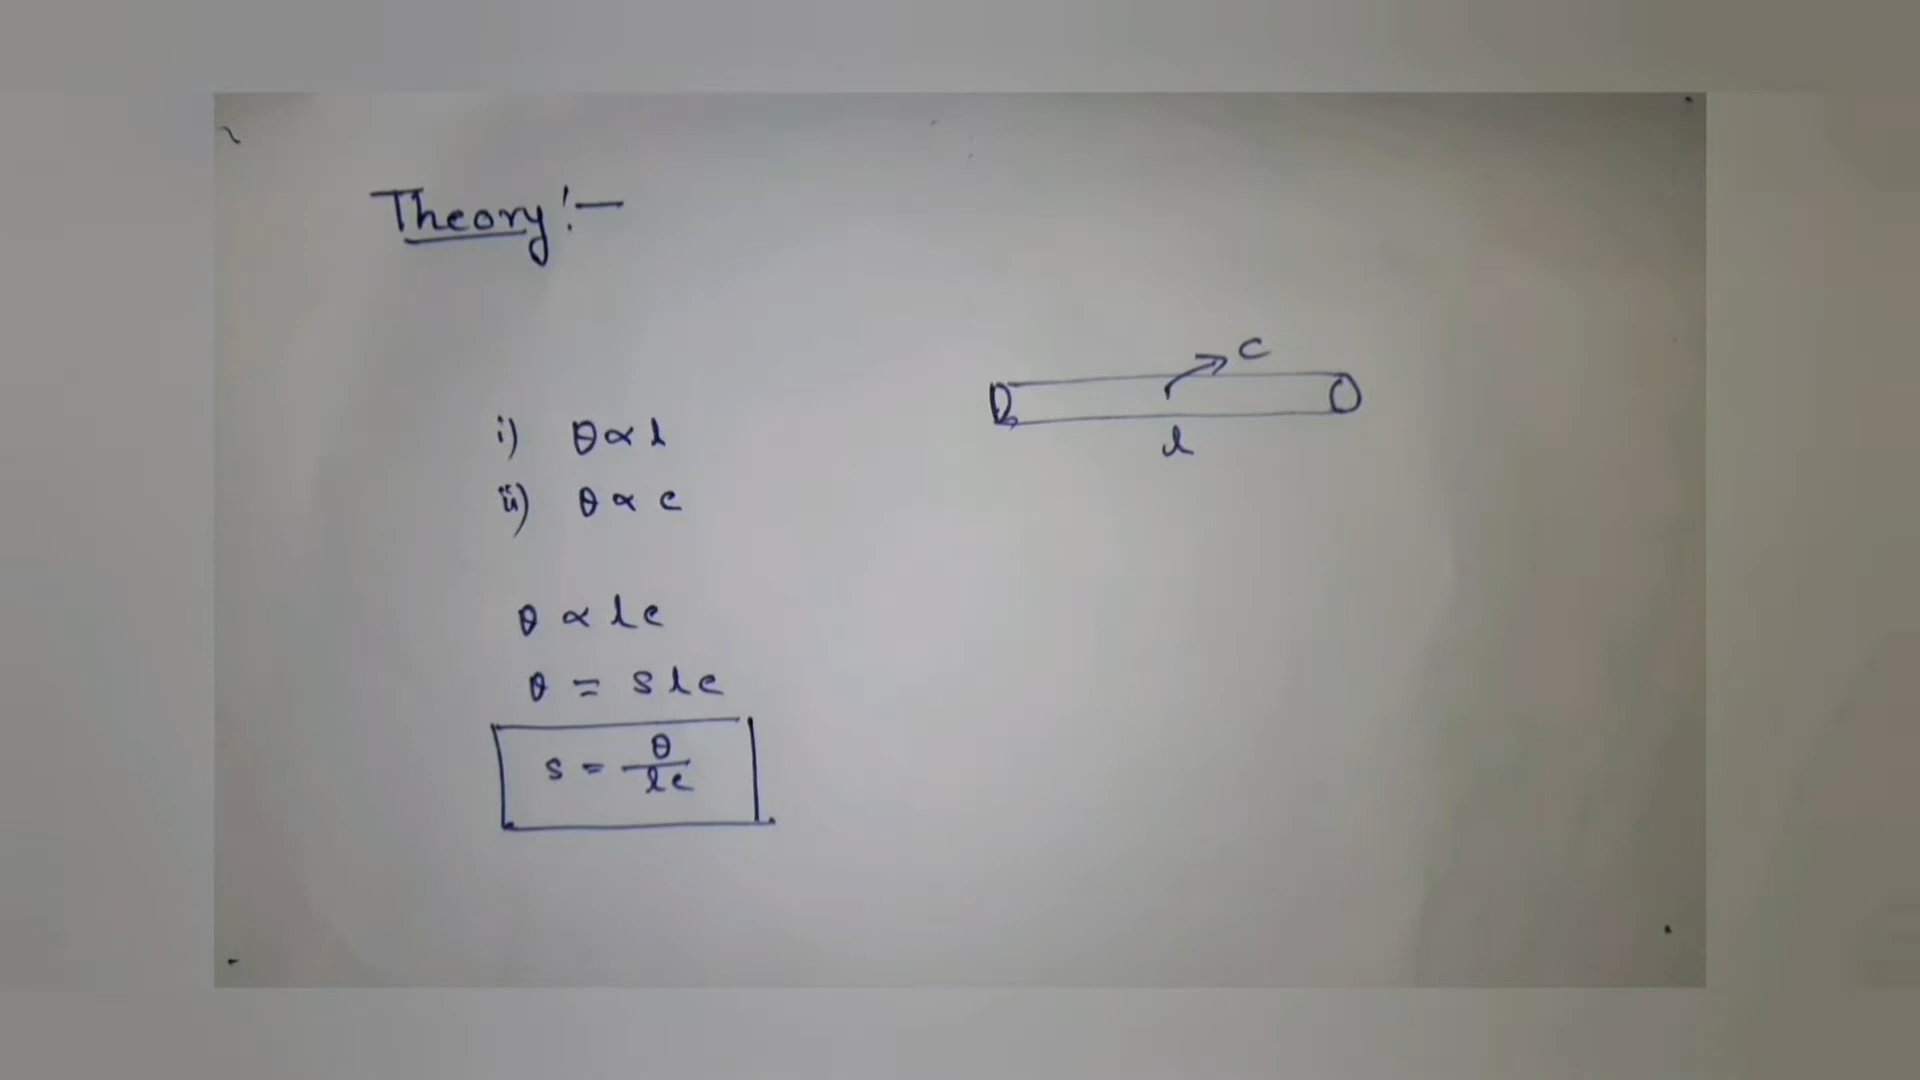 Theory:-
c
l
i) θ ∝ l
ii) θ ∝ c
θ ∝ lc
θ = slc
s = θ/lc